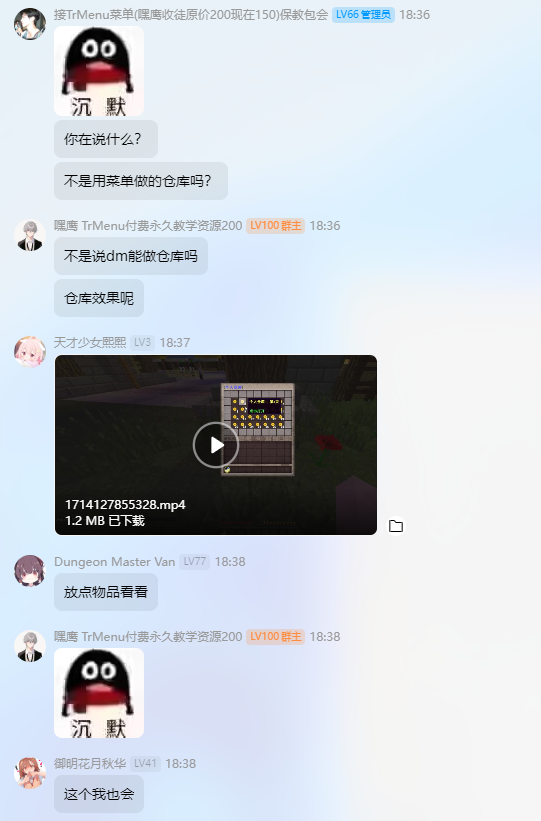 接TrMenu菜单(嘿鹰收徒原价200现在150)保教包会 LV66 管理员 18:36
沉 默
你在说什么?
不是用菜单做的仓库吗?
嘿鹰 TrMenu付费永久教学资源200 LV100 群主 18:36
不是说dm能做仓库吗
仓库效果呢
天才少女熙熙 LV3 18:37
1714127855328.mp4
1.2 MB 已下载
Dungeon Master Van LV77 18:38
放点物品看看
嘿鹰 TrMenu付费永久教学资源200 LV100 群主 18:38
沉 默
御明花月秋华 LV41 18:38
这个我也会